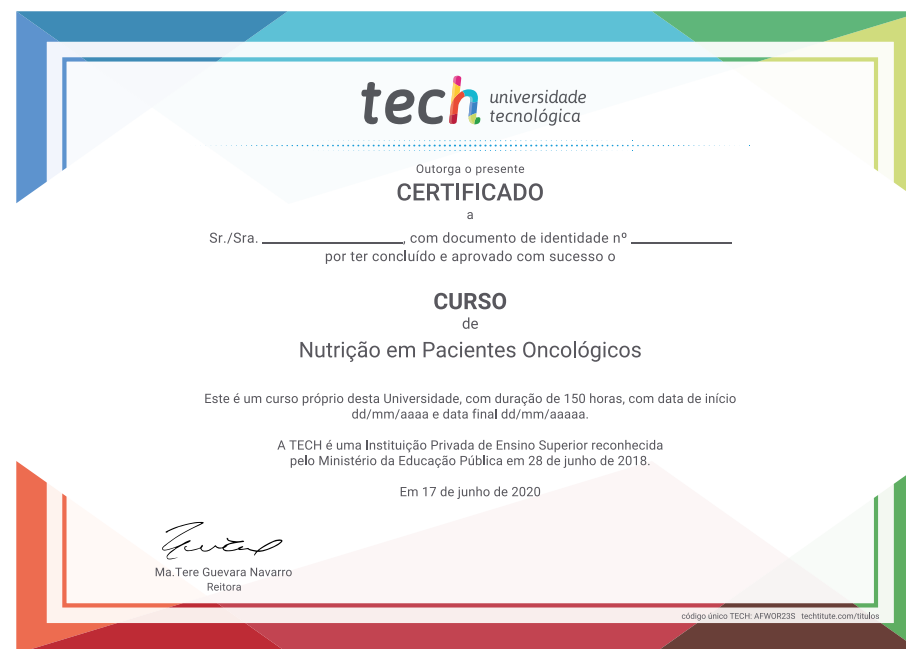 tech universidade
tecnológica
Outorga o presente
CERTIFICADO
a
Sr./Sra. ________________, com documento de identidade nº ____________
por ter concluído e aprovado com sucesso o
CURSO
de
Nutrição em Pacientes Oncológicos
Este é um curso próprio desta Universidade, com duração de 150 horas, com data de início
dd/mm/aaaa e data final dd/mm/aaaaa.
A TECH é uma Instituição Privada de Ensino Superior reconhecida
pelo Ministério da Educação Pública em 28 de junho de 2018.
Em 17 de junho de 2020
Ma.Tere Guevara Navarro
Reitora
código único TECH: AFWOR23S techtitute.com/titulos